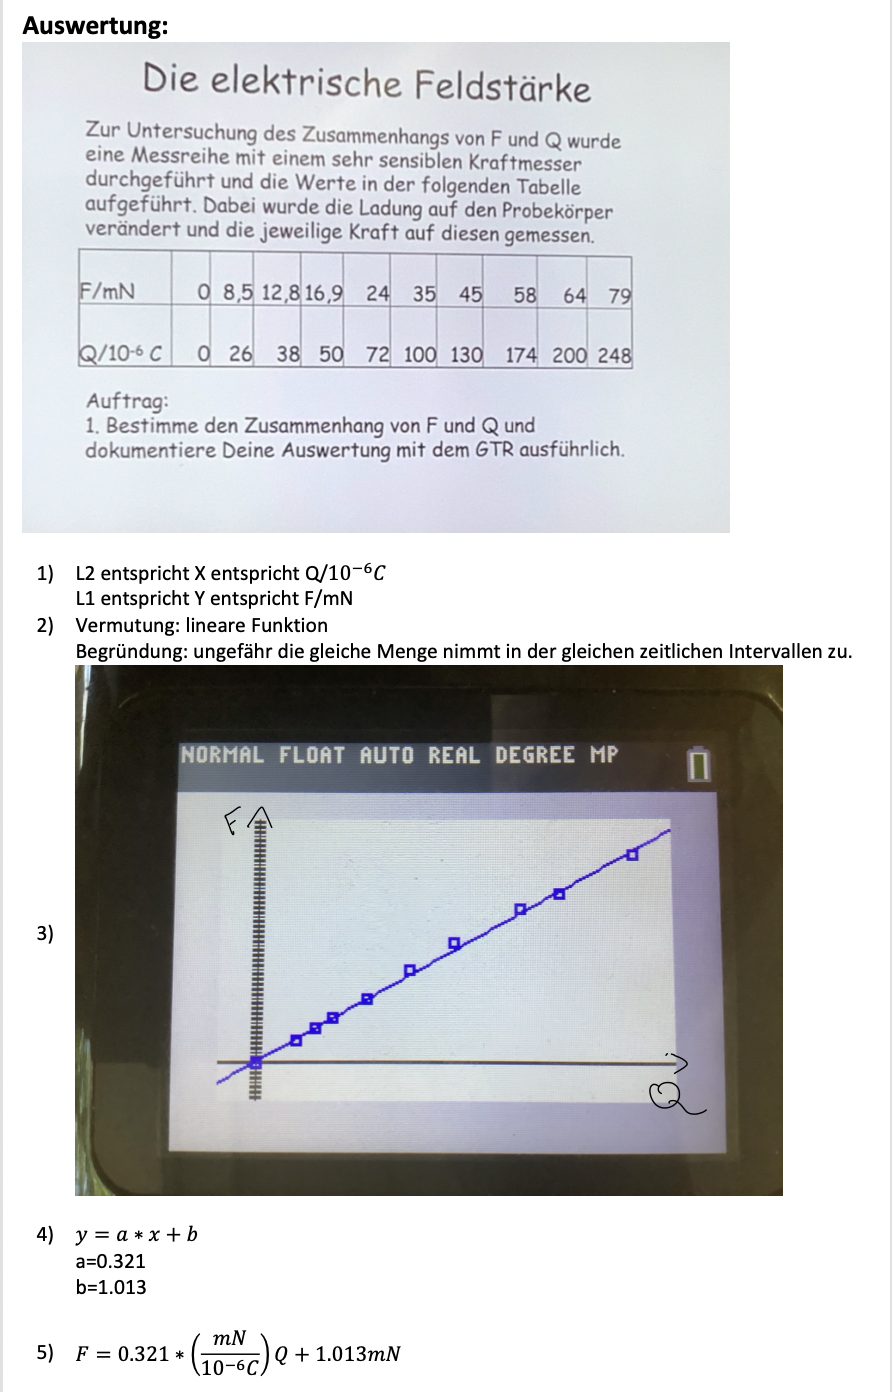 Auswertung:
Die elektrische Feldstärke
Zur Untersuchung des Zusammenhangs von F und Q wurde
eine Messreihe mit einem sehr sensiblen Kraftmesser
durchgeführt und die Werte in der folgenden Tabelle
aufgeführt. Dabei wurde die Ladung auf den Probekörper
verändert und die jeweilige Kraft auf diesen gemessen.
F/mN 0 8,5 12,8 16,9 24 35 45 58 64 79
Q/10-6 C 0 26 38 50 72 100 130 174 200 248
Auftrag:
1. Bestimme den Zusammenhang von F und Q und
dokumentiere Deine Auswertung mit dem GTR ausführlich.
1) L2 entspricht X entspricht Q/10⁻⁶C
L1 entspricht Y entspricht F/mN
2) Vermutung: lineare Funktion
Begründung: ungefähr die gleiche Menge nimmt in der gleichen zeitlichen Intervallen zu.
NORMAL FLOAT AUTO REAL DEGREE MP
F
3)
Q
4) y = a ∗ x + b
a=0.321
b=1.013
5) F = 0.321 ∗ (mN/10⁻⁶C) Q + 1.013mN